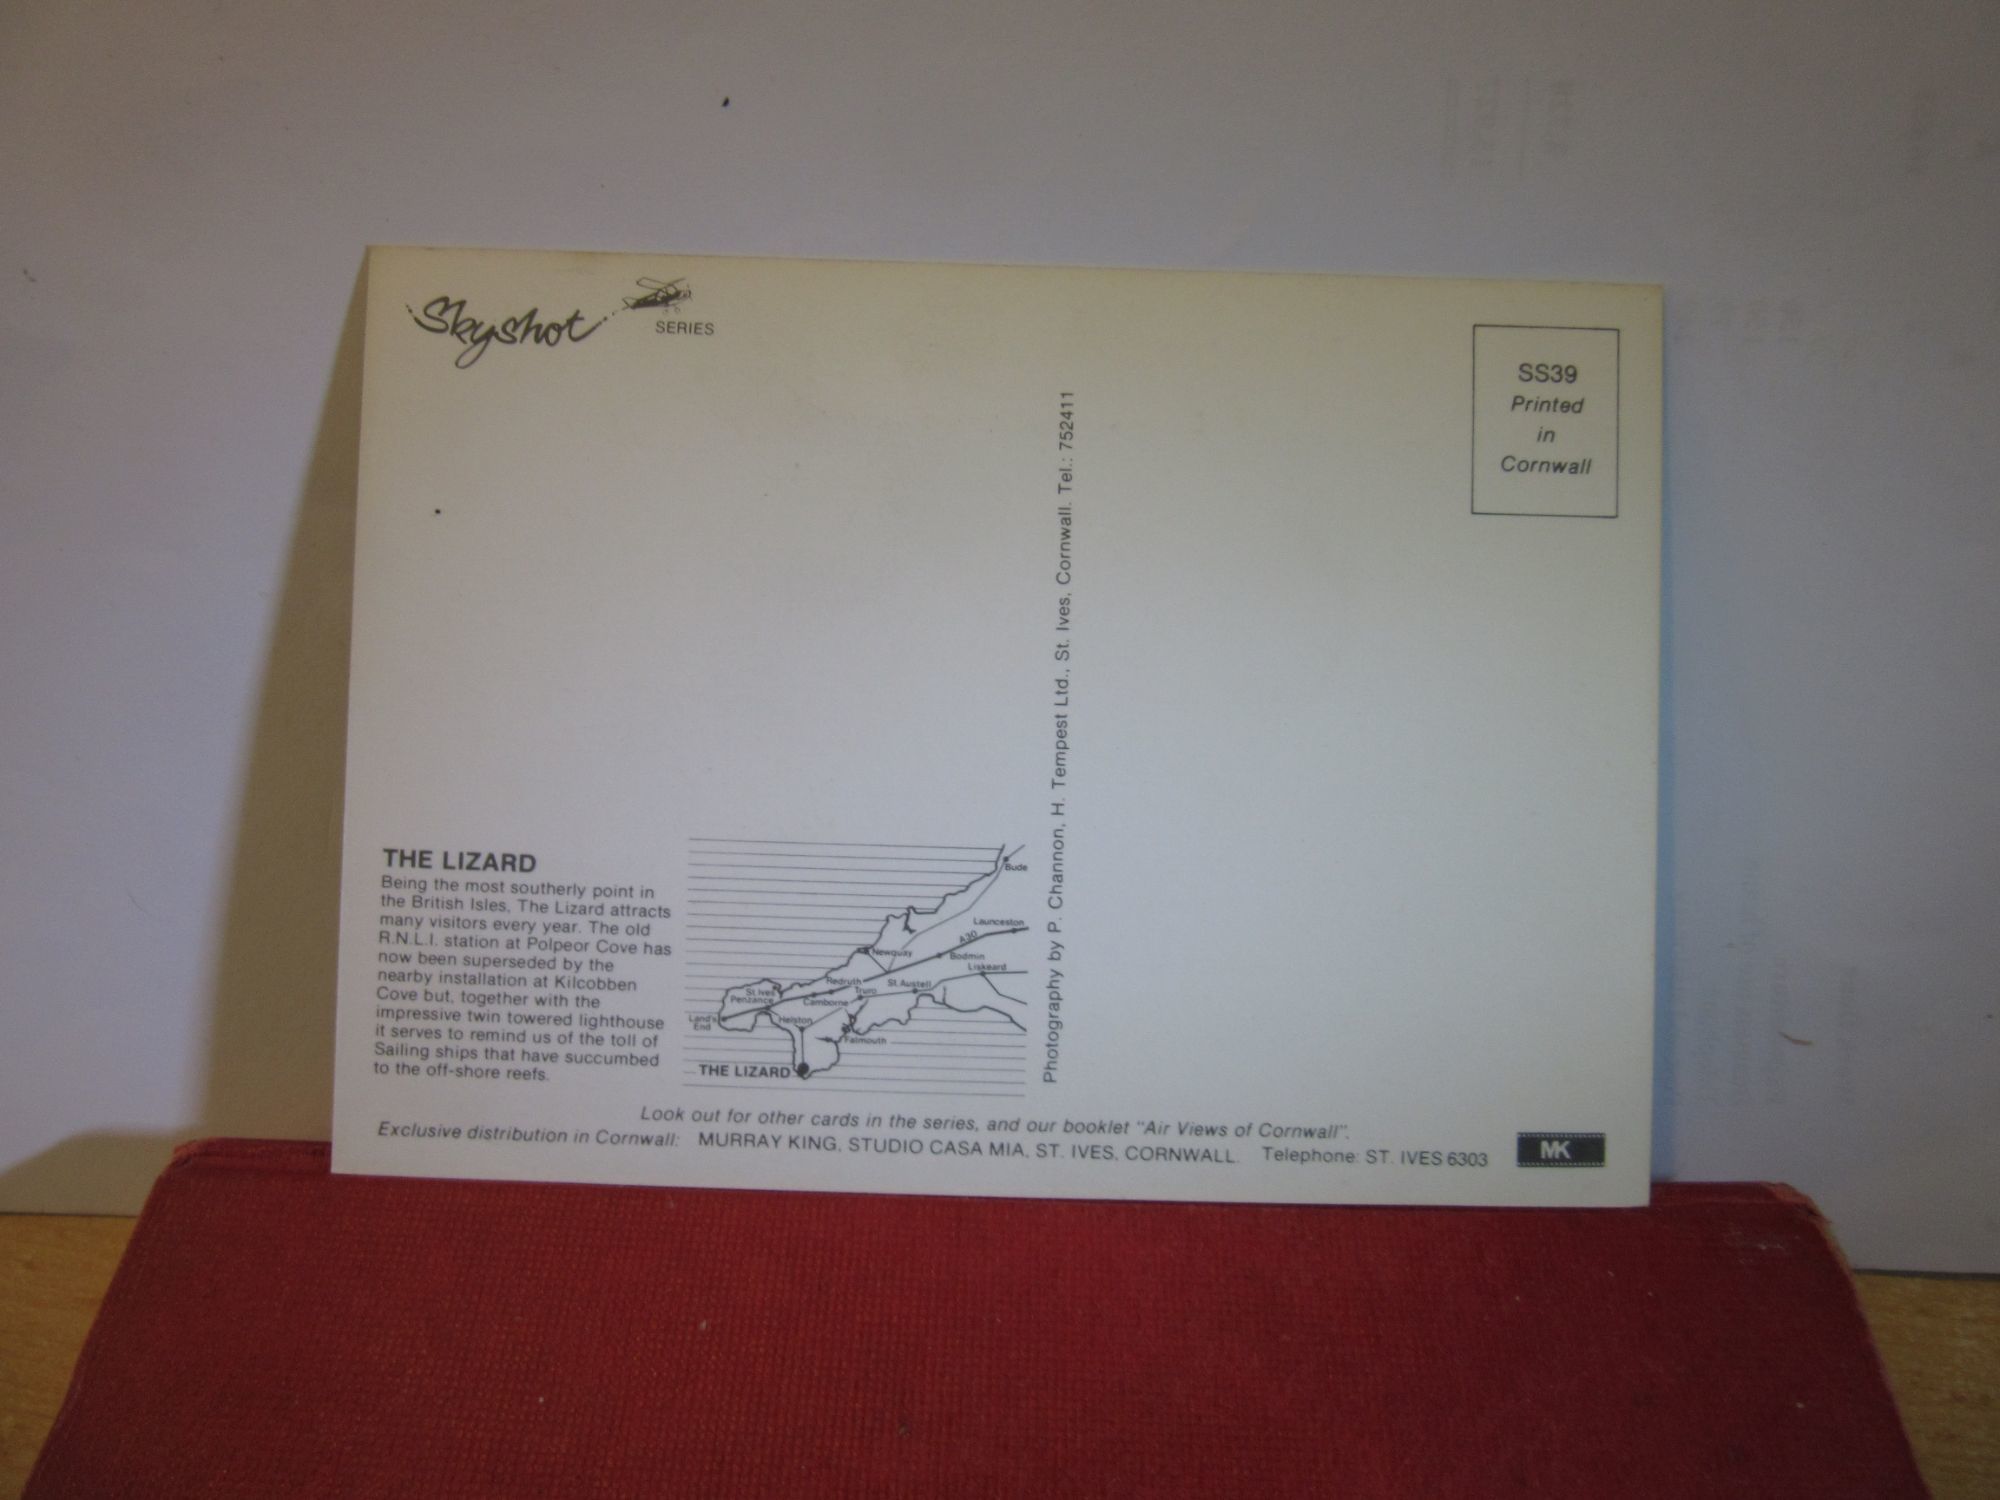 Skyshot
SERIES
SS39
Printed
in
Cornwall
Photography by P. Channon, H. Tempest Ltd., St. Ives, Cornwall. Tel.: 752411
THE LIZARD
Being the most southerly point in
the British Isles, The Lizard attracts
many visitors every year. The old
R.N.L.I. station at Polpeor Cove has
now been superseded by the
nearby installation at Kilcobben
Cove but, together with the
impressive twin towered lighthouse
it serves to remind us of the toll of
Sailing ships that have succumbed
to the off-shore reefs.
Bude
Launceston
A30
Newquay
Bodmin
Liskeard
Redruth
St. Austell
St Ives
Truro
Penzance
Camborne
Land's
End
Helston
Falmouth
THE LIZARD
Look out for other cards in the series, and our booklet "Air Views of Cornwall".
Exclusive distribution in Cornwall: MURRAY KING, STUDIO CASA MIA, ST. IVES, CORNWALL. Telephone: ST. IVES 6303
MK